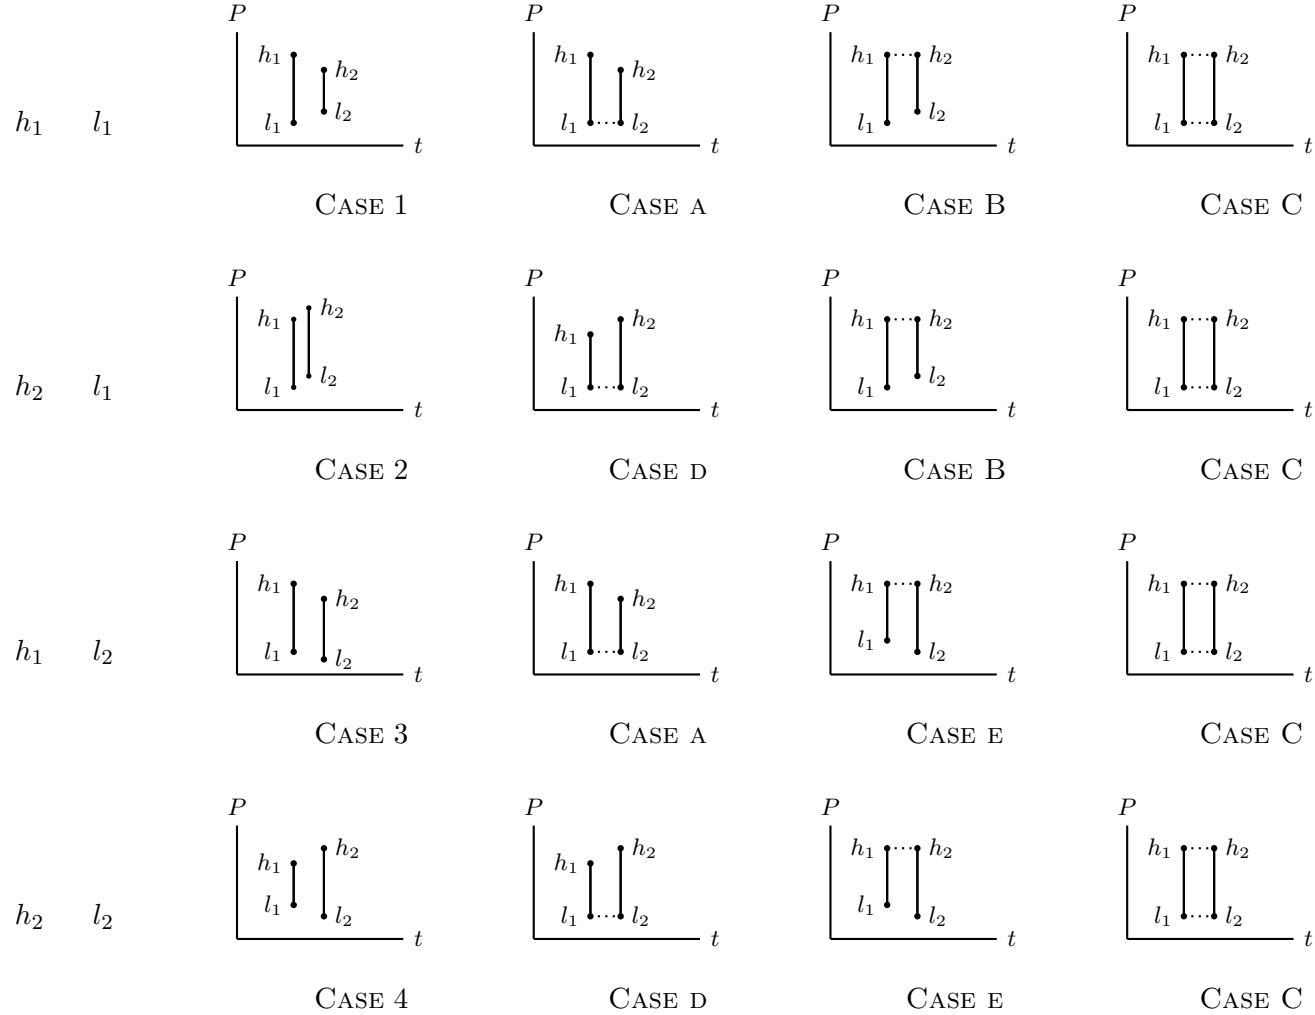 P P P P
h₁ h₂ h₁ h₂ h₁ h₂ h₁ h₂
h₁ l₁ l₁ l₂ l₁ l₂ l₁ l₂ l₁ l₂
t t t t
CASE 1 CASE A CASE B CASE C
P P P P
h₁ h₂ h₁ h₂ h₁ h₂ h₁ h₂
h₂ l₁ l₁ l₂ l₁ l₂ l₁ l₂ l₁ l₂
t t t t
CASE 2 CASE D CASE B CASE C
P P P P
h₁ h₂ h₁ h₂ h₁ h₂ h₁ h₂
h₁ l₂ l₁ l₂ l₁ l₂ l₁ l₂ l₁ l₂
t t t t
CASE 3 CASE A CASE E CASE C
P P P P
h₁ h₂ h₁ h₂ h₁ h₂ h₁ h₂
h₂ l₂ l₁ l₂ l₁ l₂ l₁ l₂ l₁ l₂
t t t t
CASE 4 CASE D CASE E CASE C